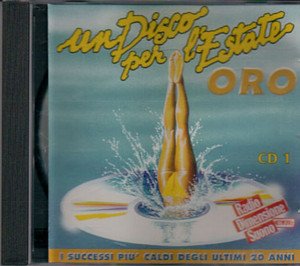 un Disco
per l'Estate
ORO
CD 1
Radio
Dimensione
Suono
I SUCCESSI PIU' CALDI DEGLI ULTIMI 20 ANNI